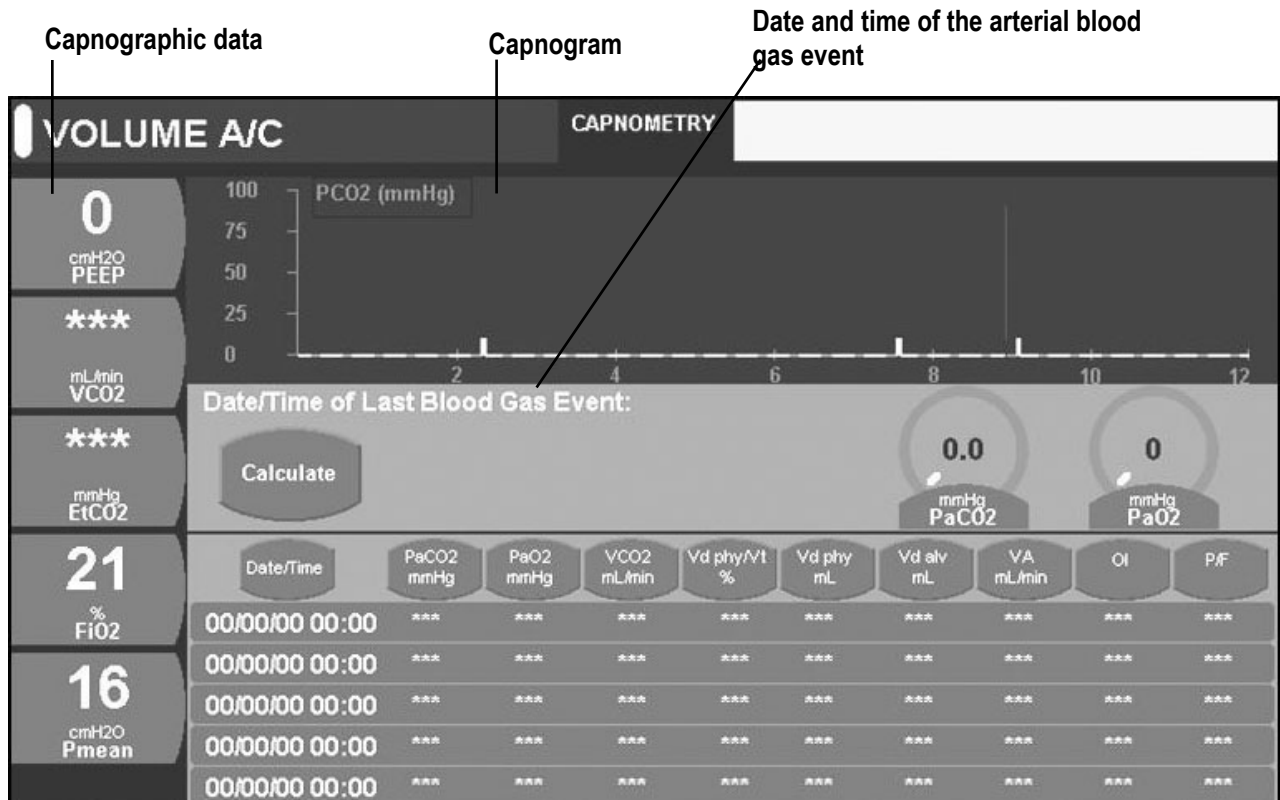 Capnographic data
Capnogram
Date and time of the arterial blood
gas event
VOLUME A/C
CAPNOMETRY
0
cmH2O
PEEP
***
mL/min
VCO2
***
mmHg
EtCO2
21
%
FiO2
16
cmH2O
Pmean
PCO2 (mmHg)
100
75
50
25
0
2 4 6 8 10 12
Date/Time of Last Blood Gas Event:
Calculate
0.0
mmHg
PaCO2
0
mmHg
PaO2
Date/Time
PaCO2
mmHg
PaO2
mmHg
VCO2
mL/min
Vd phy/Vt
%
Vd phy
mL
Vd alv
mL
VA
mL/min
OI
P/F
00/00/00 00:00 *** *** *** *** *** *** *** *** ***
00/00/00 00:00 *** *** *** *** *** *** *** *** ***
00/00/00 00:00 *** *** *** *** *** *** *** *** ***
00/00/00 00:00 *** *** *** *** *** *** *** *** ***
00/00/00 00:00 *** *** *** *** *** *** *** *** ***